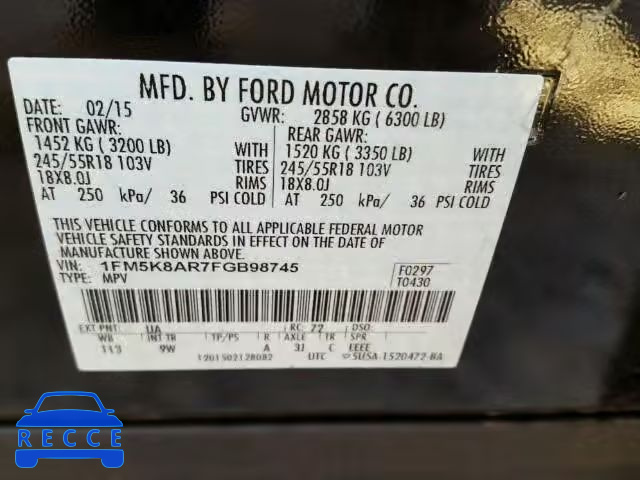 MFD. BY FORD MOTOR CO.
DATE: 02/15 GVWR: 2858 KG ( 6300 LB)
FRONT GAWR: REAR GAWR:
1452 KG ( 3200 LB) WITH 1520 KG ( 3350 LB) WITH
245/55R18 103V TIRES 245/55R18 103V TIRES
18X8.0J RIMS 18X8.0J RIMS
AT 250 kPa/ 36 PSI COLD AT 250 kPa/ 36 PSI COLD
THIS VEHICLE CONFORMS TO ALL APPLICABLE FEDERAL MOTOR
VEHICLE SAFETY STANDARDS IN EFFECT ON THE DATE OF
MANUFACTURE SHOWN ABOVE.
VIN: 1FM5K8AR7FGB98745 F0297
TYPE: MPV T0430
EXT PNT: UA RC: 72 DSO:
WB INT TR TP/PS R AXLE TR SPR
113 9W A 3J C EEEE
UTC
RECCE